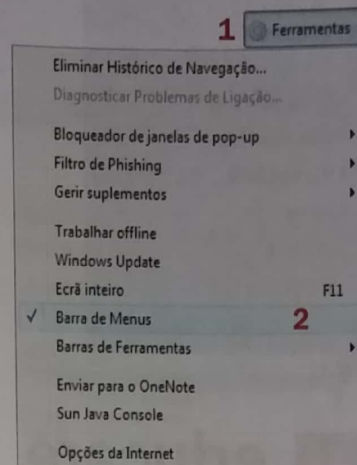 1 Ferramentas
Eliminar Histórico de Navegação...
Diagnosticar Problemas de Ligação...
Bloqueador de janelas de pop-up
Filtro de Phishing
Gerir suplementos
Trabalhar offline
Windows Update
Ecrã inteiro F11
Barra de Menus 2
Barras de Ferramentas
Enviar para o OneNote
Sun Java Console
Opções da Internet